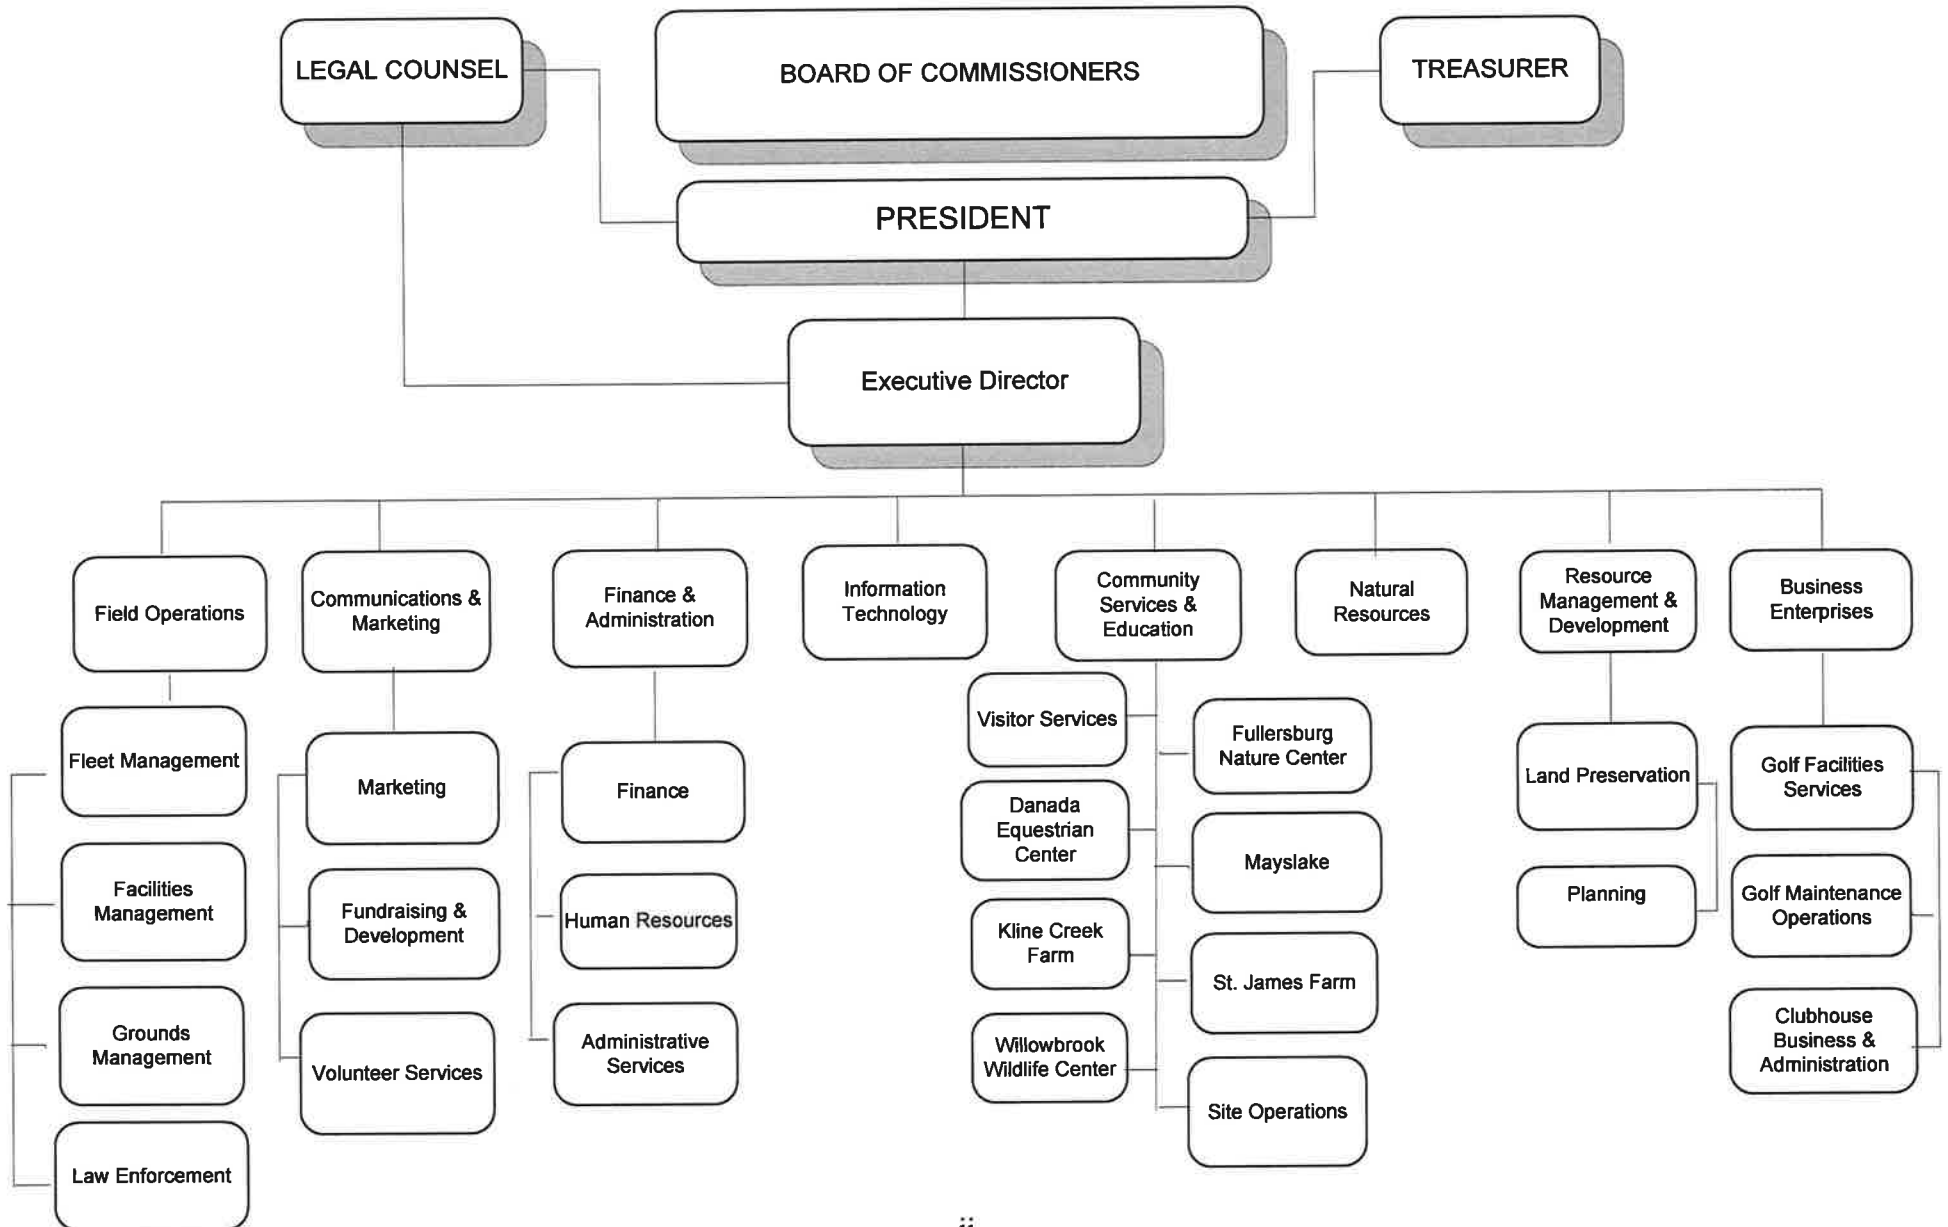 LEGAL COUNSEL
BOARD OF COMMISSIONERS
TREASURER
PRESIDENT
Executive Director
Field Operations
Communications &
Marketing
Finance &
Administration
Information
Technology
Community
Services &
Education
Natural
Resources
Resource
Management &
Development
Business
Enterprises
Fleet Management
Facilities
Management
Grounds
Management
Law Enforcement
Marketing
Fundraising &
Development
Volunteer Services
Finance
Human Resources
Administrative
Services
Visitor Services
Danada
Equestrian
Center
Kline Creek
Farm
Willowbrook
Wildlife Center
Fullersburg
Nature Center
Mayslake
St. James Farm
Site Operations
Land Preservation
Planning
Golf Facilities
Services
Golf Maintenance
Operations
Clubhouse
Business &
Administration
ii